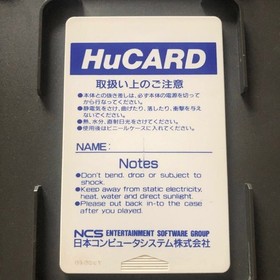 HuCARD
取扱い上のご注意
●本体との抜き差しは、必ず本体の電源を切って
から行なってください。
●静電気をさけ、曲げたり、落したり、衝撃を与え
ないでください。
●熱、水分、直射日光をさけてください。
●使用後はビニールケースに入れてください。
NAME:
Notes
●Don't bend, drop or subuect to
shock.
●Keep away from static electricity,
heat, water and direct sunlight.
●Please put back in-to the case
after you played.
NCS ENTERTAINMENT SOFTWARE GROUP
日本コンピュータシステム株式会社